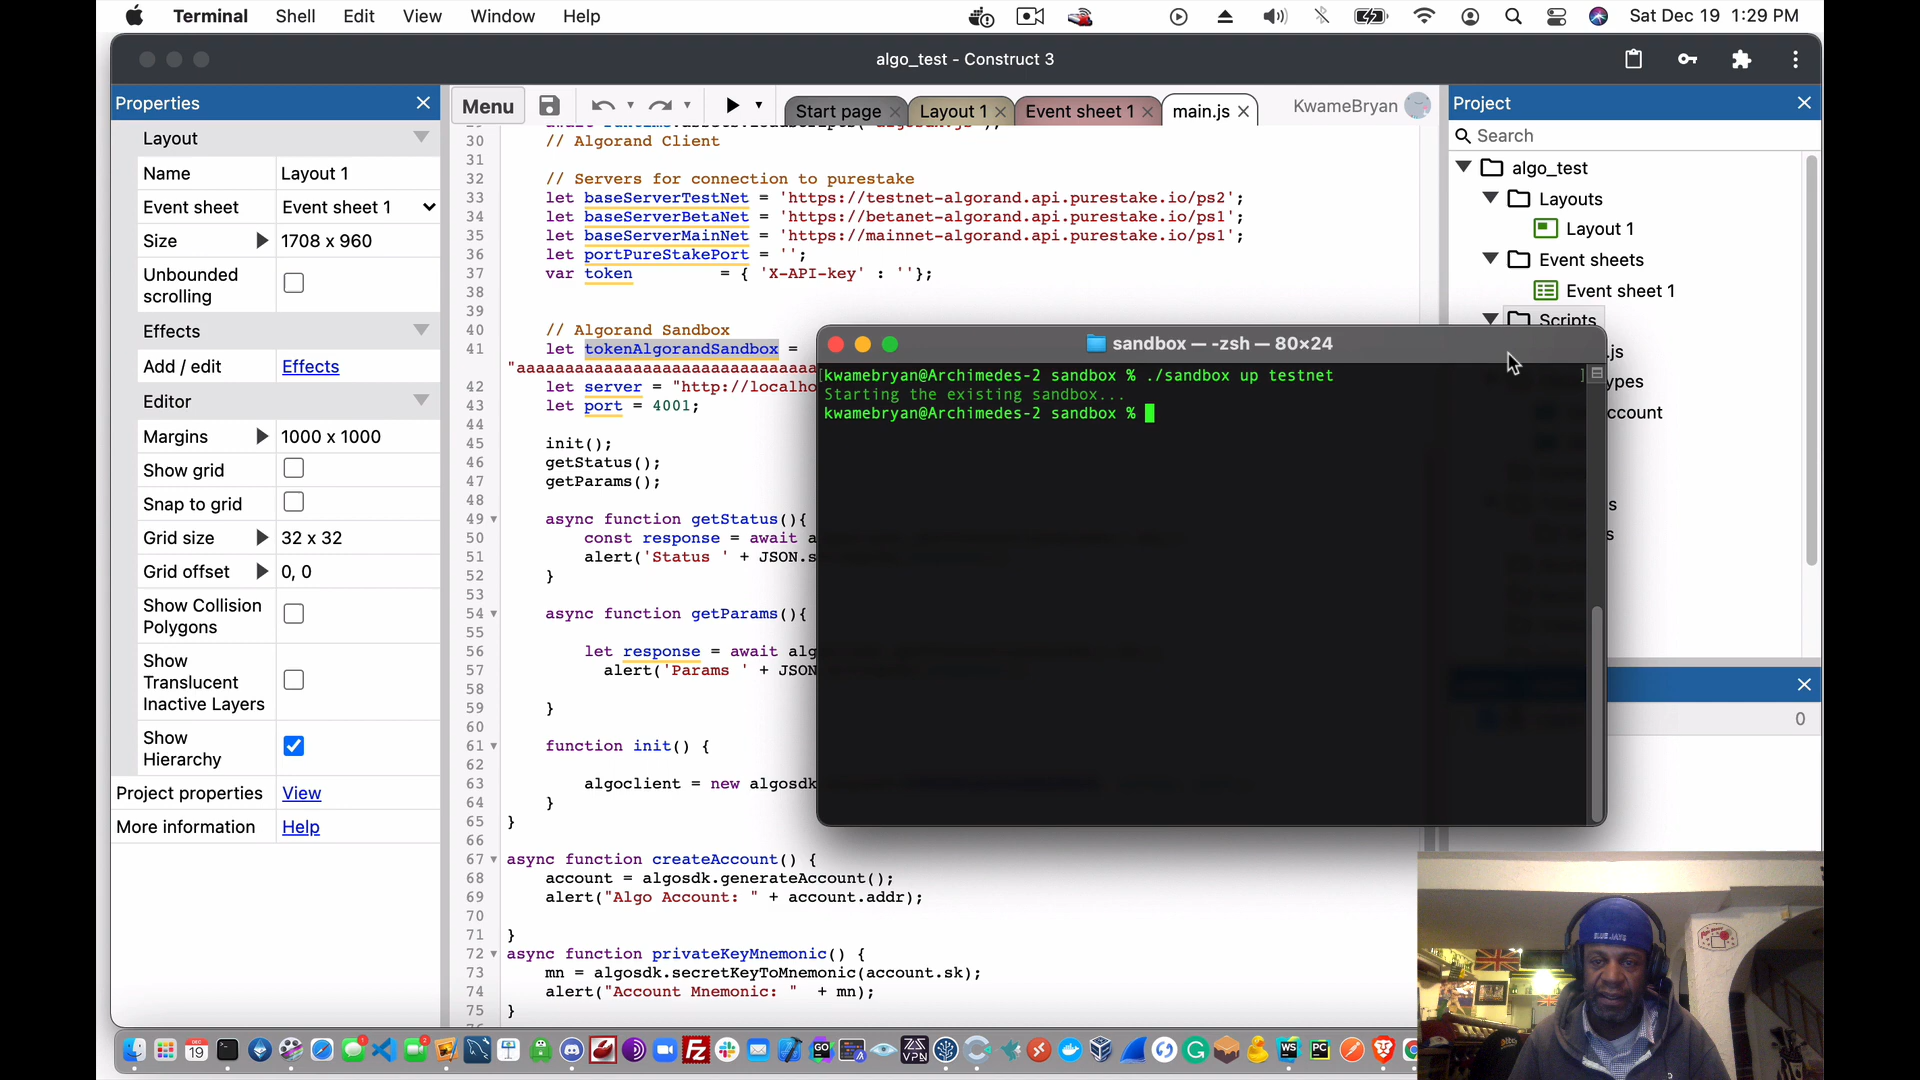 Terminal Shell Edit View Window Help Sat Dec 19 1:29 PM
algo_test - Construct 3
Properties
Layout
Name Layout 1
Event sheet Event sheet 1
Size 1708 x 960
Unbounded
scrolling
Effects
Add / edit Effects
Editor
Margins 1000 x 1000
Show grid
Snap to grid
Grid size 32 x 32
Grid offset 0, 0
Show Collision
Polygons
Show
Translucent
Inactive Layers
Show
Hierarchy
Project properties View
More information Help
Menu Start page Layout 1 Event sheet 1 main.js KwameBryan
30 // Algorand Client
31
32 // Servers for connection to purestake
33 let baseServerTestNet = 'https://testnet-algorand.api.purestake.io/ps2';
34 let baseServerBetaNet = 'https://betanet-algorand.api.purestake.io/ps1';
35 let baseServerMainNet = 'https://mainnet-algorand.api.purestake.io/ps1';
36 let portPureStakePort = '';
37 var token = { 'X-API-key' : ''};
38
39
40 // Algorand Sandbox
41 let tokenAlgorandSandbox =
42 let server = "http://localho
43 let port = 4001;
44
45 init();
46 getStatus();
47 getParams();
48
49 async function getStatus(){
50 const response = await a
51 alert('Status ' + JSON.s
52 }
53
54 async function getParams(){
55
56 let response = await alg
57 alert('Params ' + JSON
58
59 }
60
61 function init() {
62
63 algoclient = new algosdk
64 }
65 }
66
67 async function createAccount() {
68 account = algosdk.generateAccount();
69 alert("Algo Account: " + account.addr);
70
71 }
72 async function privateKeyMnemonic() {
73 mn = algosdk.secretKeyToMnemonic(account.sk);
74 alert("Account Mnemonic: " + mn);
75 }
sandbox — -zsh — 80×24
kwamebryan@Archimedes-2 sandbox % ./sandbox up testnet
Starting the existing sandbox...
kwamebryan@Archimedes-2 sandbox %
Project
Search
algo_test
Layouts
Layout 1
Event sheets
Event sheet 1
Scripts
.js
ypes
ccount
s
s
0